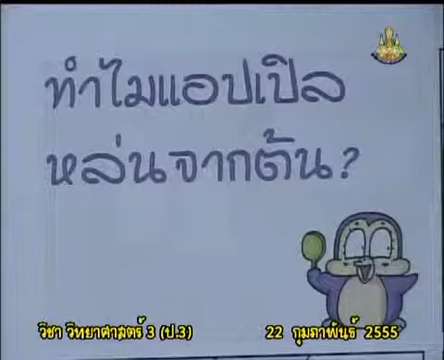 ทำไมแอปเปิล
หล่นจากต้น?
วิชา วิทยาศาสตร์ 3 (ป.3) 22 กุมภาพันธ์ 2555